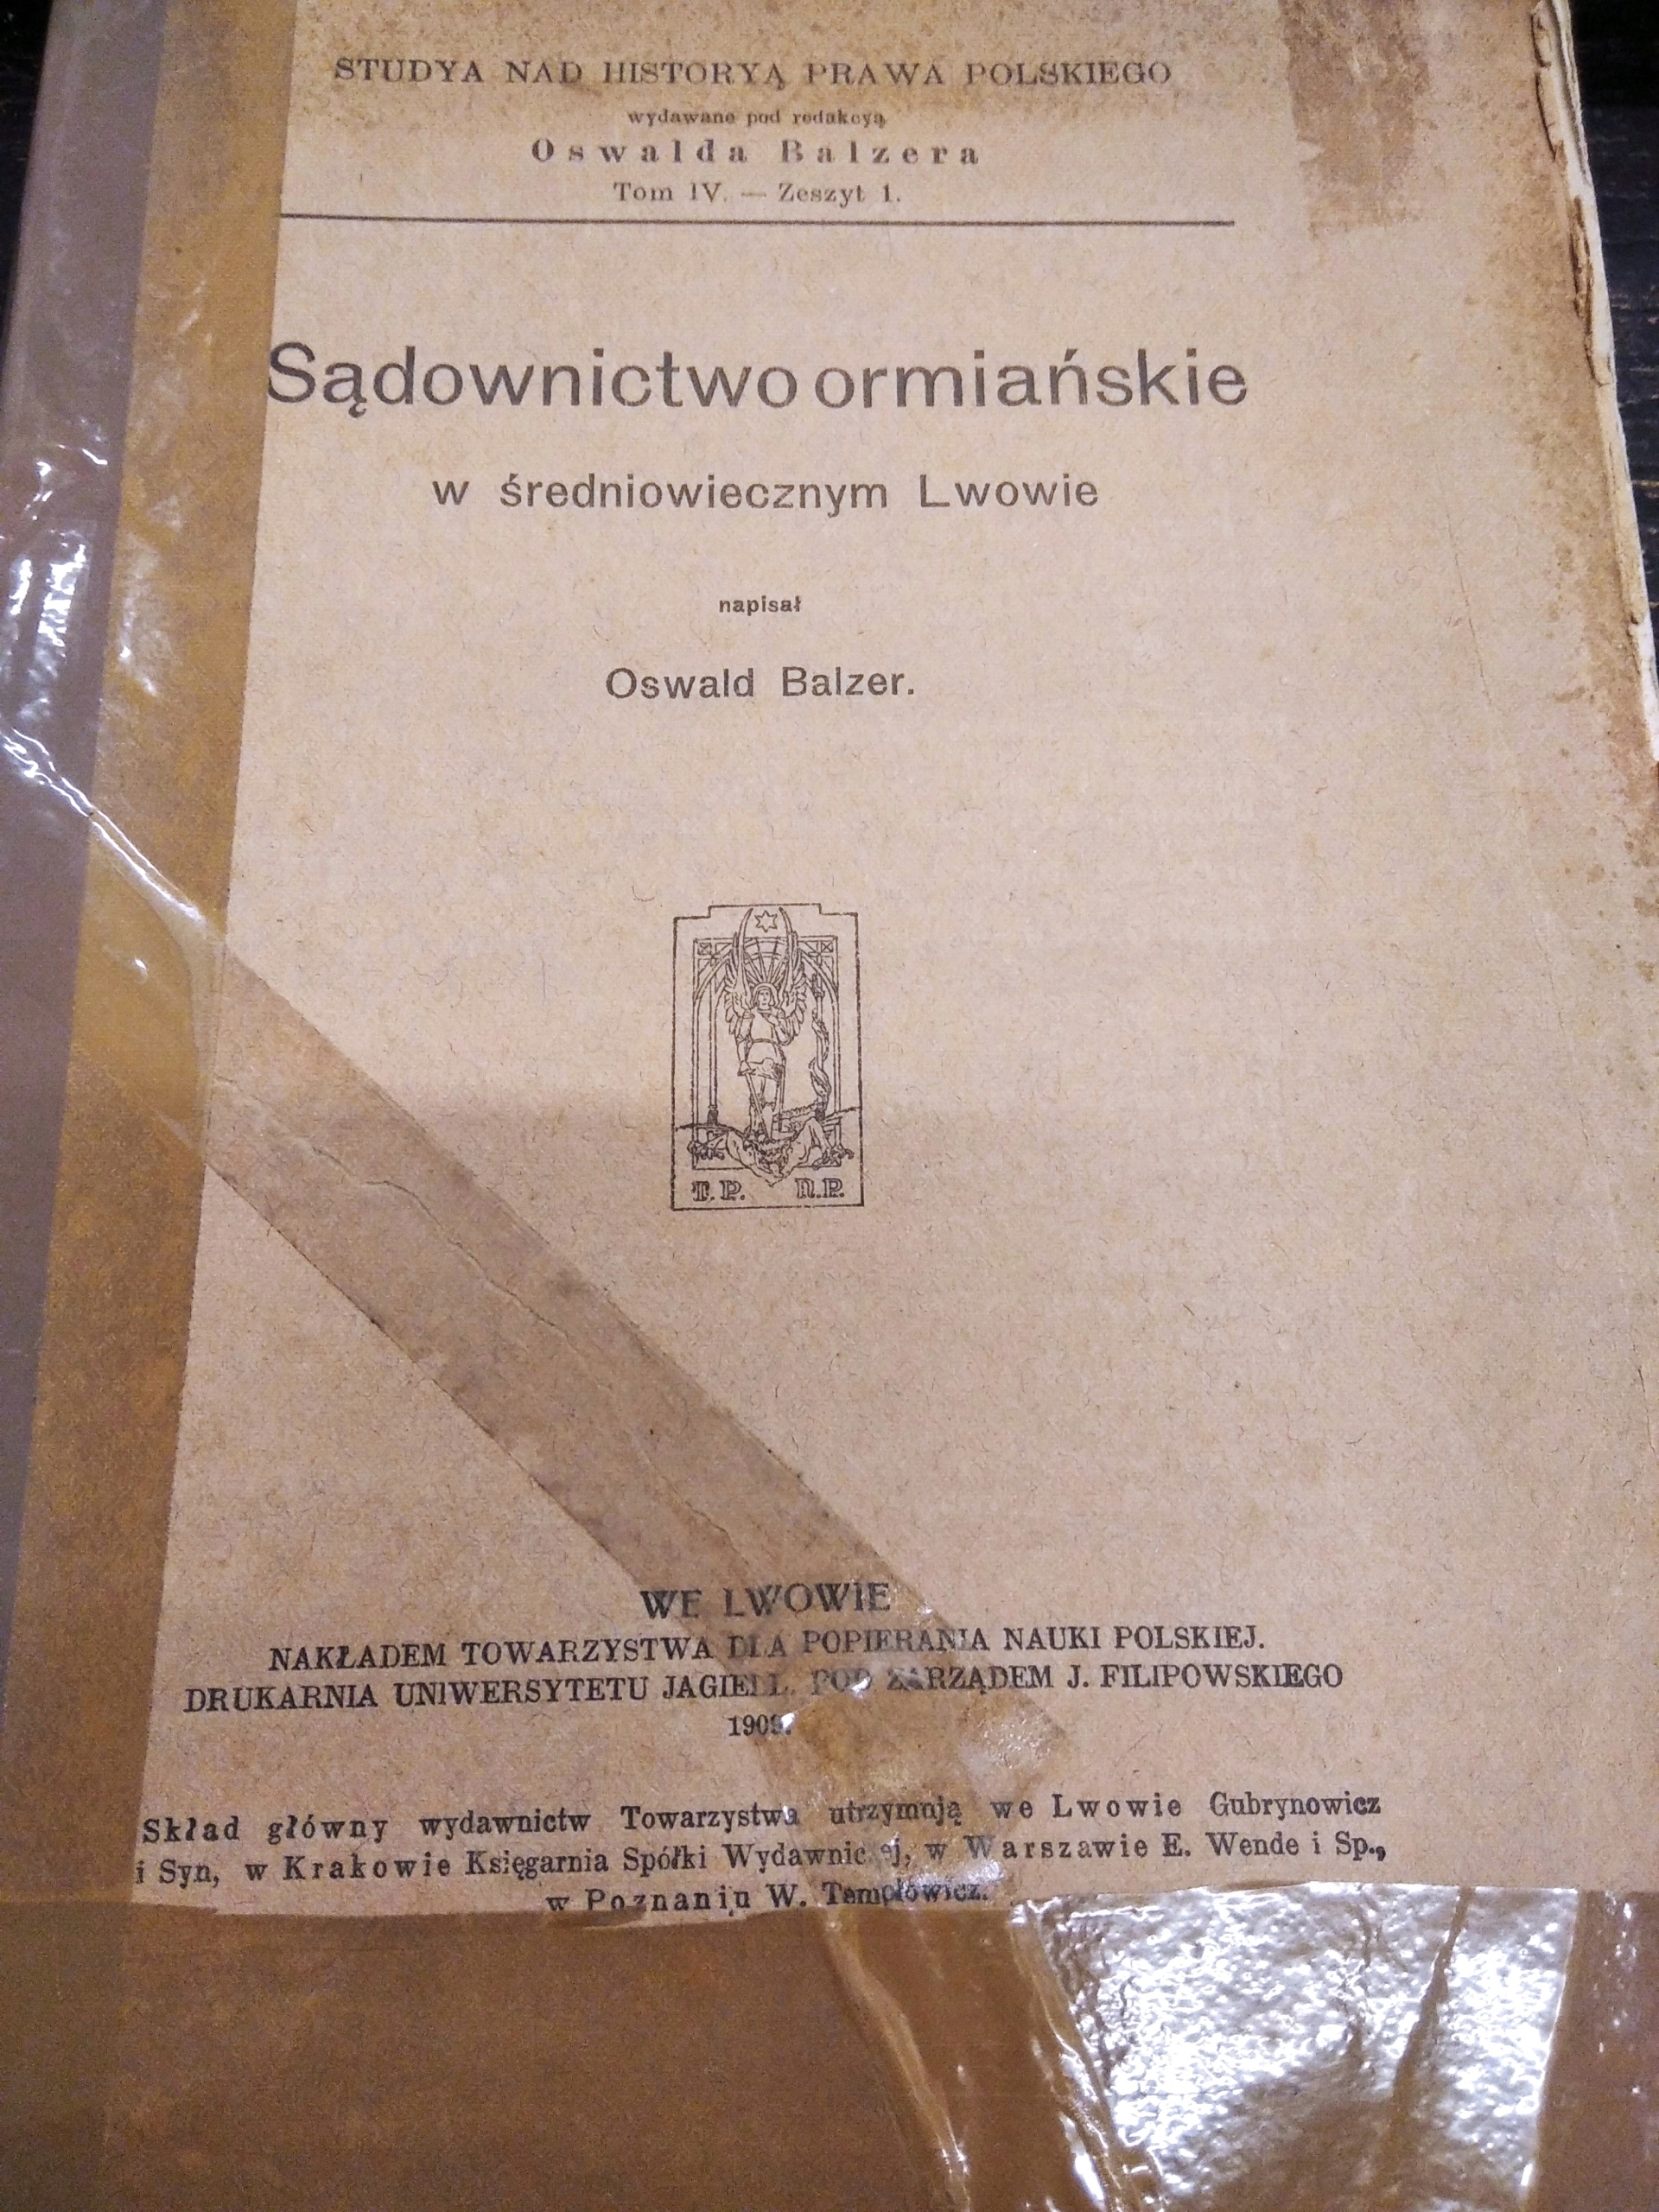 STUDYA NAD HISTORYĄ PRAWA POLSKIEGO
wydawane pod redakcyą
Oswalda Balzera
Tom IV. — Zeszyt 1.
Sądownictwo ormiańskie
w średniowiecznym Lwowie
napisał
Oswald Balzer.
T. P. N. P.
WE LWOWIE
NAKŁADEM TOWARZYSTWA DLA POPIERANIA NAUKI POLSKIEJ.
DRUKARNIA UNIWERSYTETU JAGIELL. POD ZARZĄDEM J. FILIPOWSKIEGO
1909.
Skład główny wydawnictw Towarzystwa utrzymują we Lwowie Gubrynowicz
i Syn, w Krakowie Księgarnia Spółki Wydawniczej, w Warszawie E. Wende i Sp.,
w Poznaniu W. Tempłowicz.